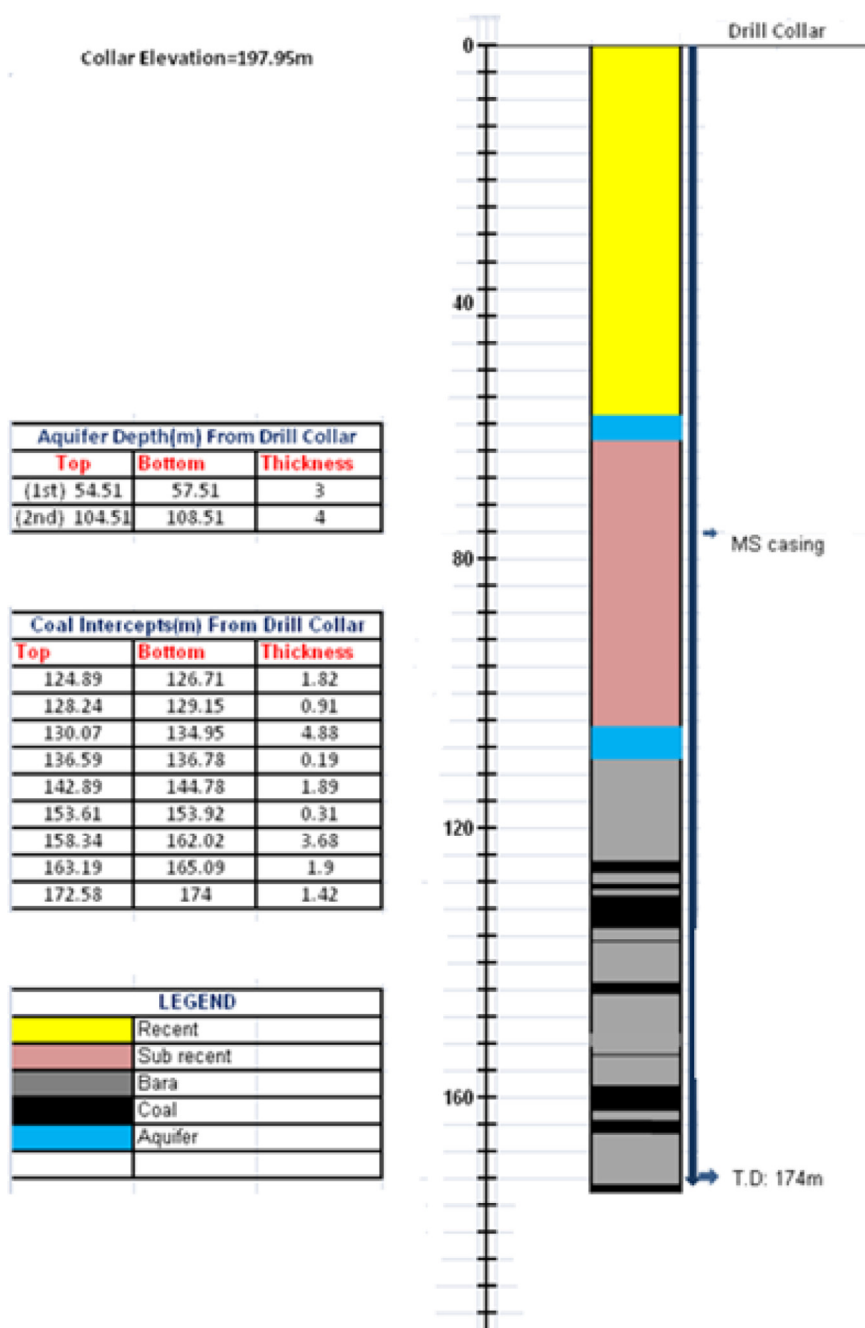 Drill Collar
Collar Elevation=197.95m
0
40
80
120
160
Aquifer Depth(m) From Drill Collar
Top Bottom Thickness
(1st) 54.51 57.51 3
(2nd) 104.51 108.51 4
MS casing
Coal Intercepts(m) From Drill Collar
Top Bottom Thickness
124.89 126.71 1.82
128.24 129.15 0.91
130.07 134.95 4.88
136.59 136.78 0.19
142.89 144.78 1.89
153.61 153.92 0.31
158.34 162.02 3.68
163.19 165.09 1.9
172.58 174 1.42
LEGEND
Recent
Sub recent
Bara
Coal
Aquifer
T.D: 174m